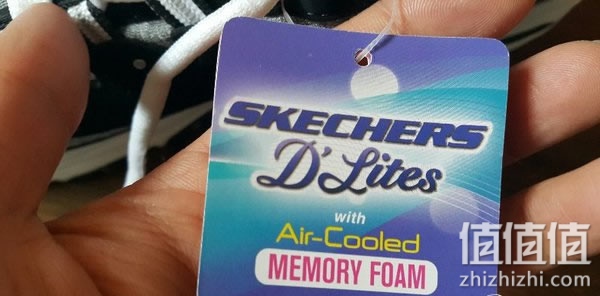 SKECHERS
D'Lites
with
Air-Cooled
MEMORY FOAM
值值值
zhizhizhi.com